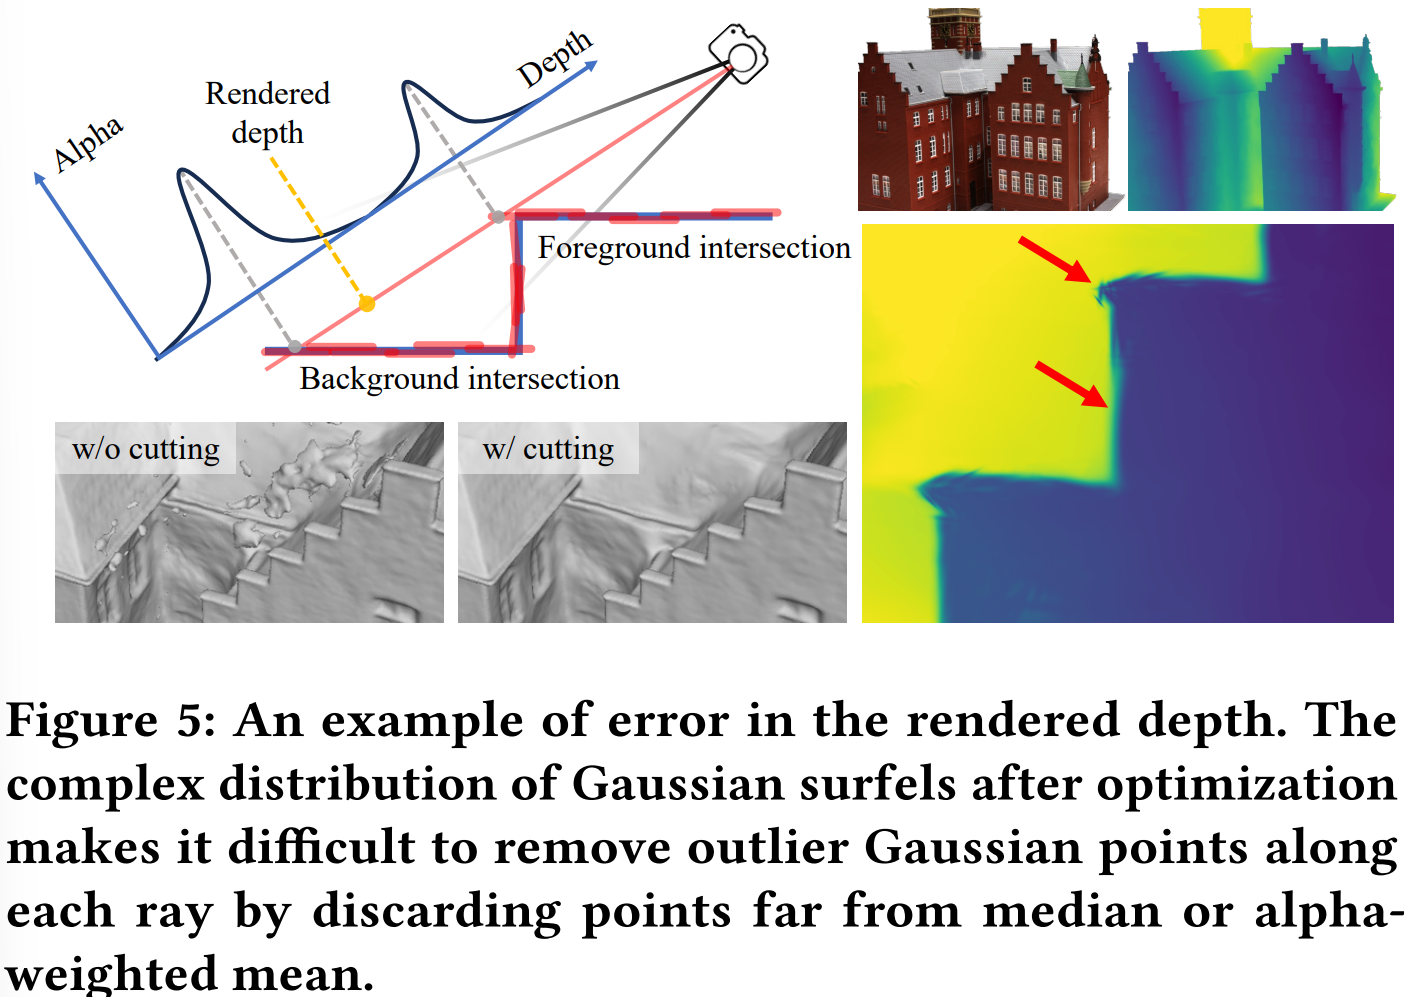 Rendered
depth
Alpha
Depth
Foreground intersection
Background intersection
w/o cutting
w/ cutting
Figure 5: An example of error in the rendered depth. The
complex distribution of Gaussian surfels after optimization
makes it difficult to remove outlier Gaussian points along
each ray by discarding points far from median or alpha-
weighted mean.